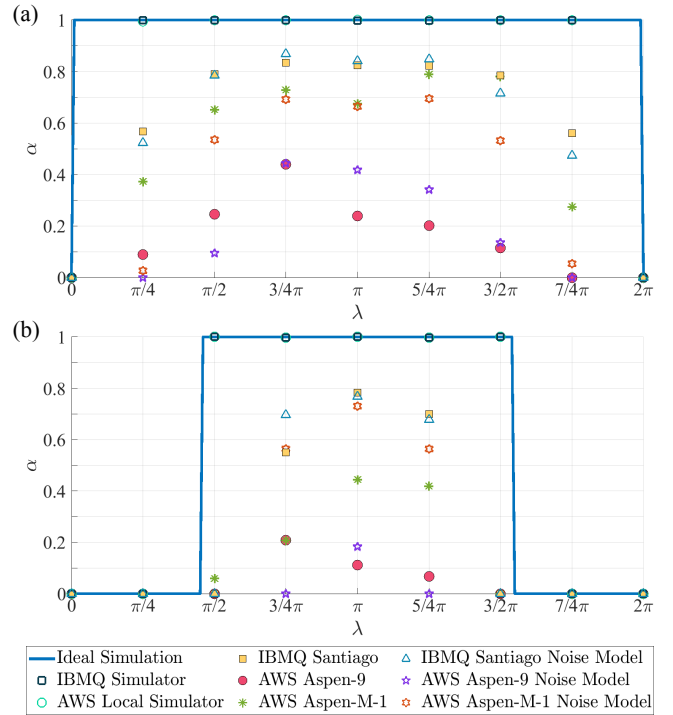 (a)
1
0.8
0.6
α
0.4
0.2
0
0 π/4 π/2 3/4π π 5/4π 3/2π 7/4π 2π
λ
(b)
1
0.8
0.6
α
0.4
0.2
0
0 π/4 π/2 3/4π π 5/4π 3/2π 7/4π 2π
λ
Ideal Simulation IBMQ Santiago IBMQ Santiago Noise Model
IBMQ Simulator AWS Aspen-9 AWS Aspen-9 Noise Model
AWS Local Simulator AWS Aspen-M-1 AWS Aspen-M-1 Noise Model